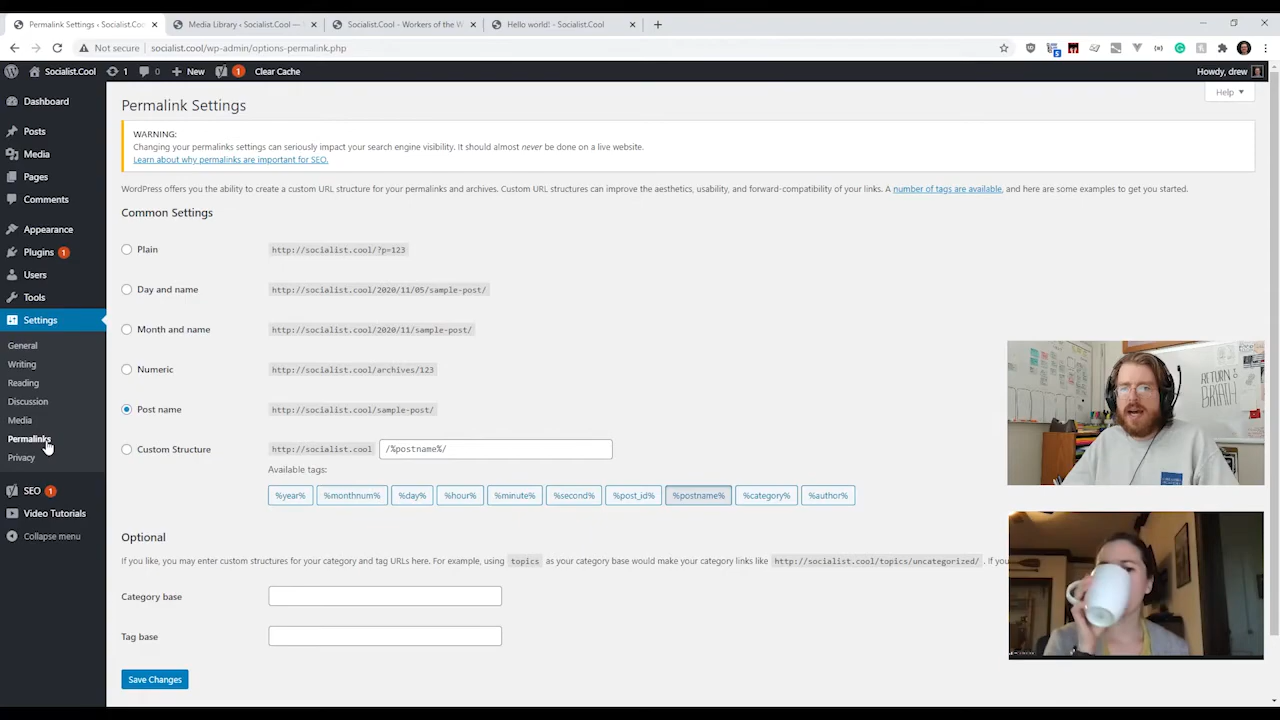 Permalink Settings ‹ Socialist.Coo
Media Library ‹ Socialist.Cool —
Socialist.Cool - Workers of the W
Hello world! - Socialist.Cool
Not secure
socialist.cool/wp-admin/options-permalink.php
Socialist.Cool
1
0
New
1
Clear Cache
Howdy, drew
Dashboard
Posts
Media
Pages
Comments
Appearance
Plugins 1
Users
Tools
Settings
General
Writing
Reading
Discussion
Media
Permalinks
Privacy
SEO 1
Video Tutorials
Collapse menu
Help
Permalink Settings
WARNING:
Changing your permalinks settings can seriously impact your search engine visibility. It should almost never be done on a live website.
Learn about why permalinks are important for SEO.
WordPress offers you the ability to create a custom URL structure for your permalinks and archives. Custom URL structures can improve the aesthetics, usability, and forward-compatibility of your links. A number of tags are available, and here are some examples to get you started.
Common Settings
Plain http://socialist.cool/?p=123
Day and name http://socialist.cool/2020/11/05/sample-post/
Month and name http://socialist.cool/2020/11/sample-post/
Numeric http://socialist.cool/archives/123
Post name http://socialist.cool/sample-post/
Custom Structure http://socialist.cool /%postname%/
Available tags:
%year% %monthnum% %day% %hour% %minute% %second% %post_id% %postname% %category% %author%
Optional
If you like, you may enter custom structures for your category and tag URLs here. For example, using topics as your category base would make your category links like http://socialist.cool/topics/uncategorized/ . If you
Category base
Tag base
Save Changes
RETURN
BREATH